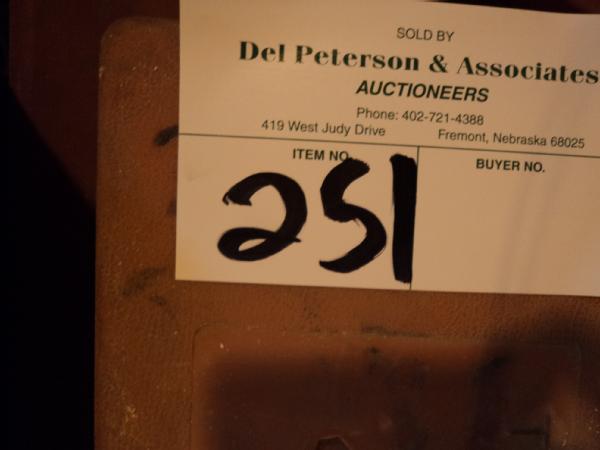 SOLD BY
Del Peterson & Associates
AUCTIONEERS
Phone: 402-721-4388
419 West Judy Drive Fremont, Nebraska 68025
ITEM NO. BUYER NO.
251